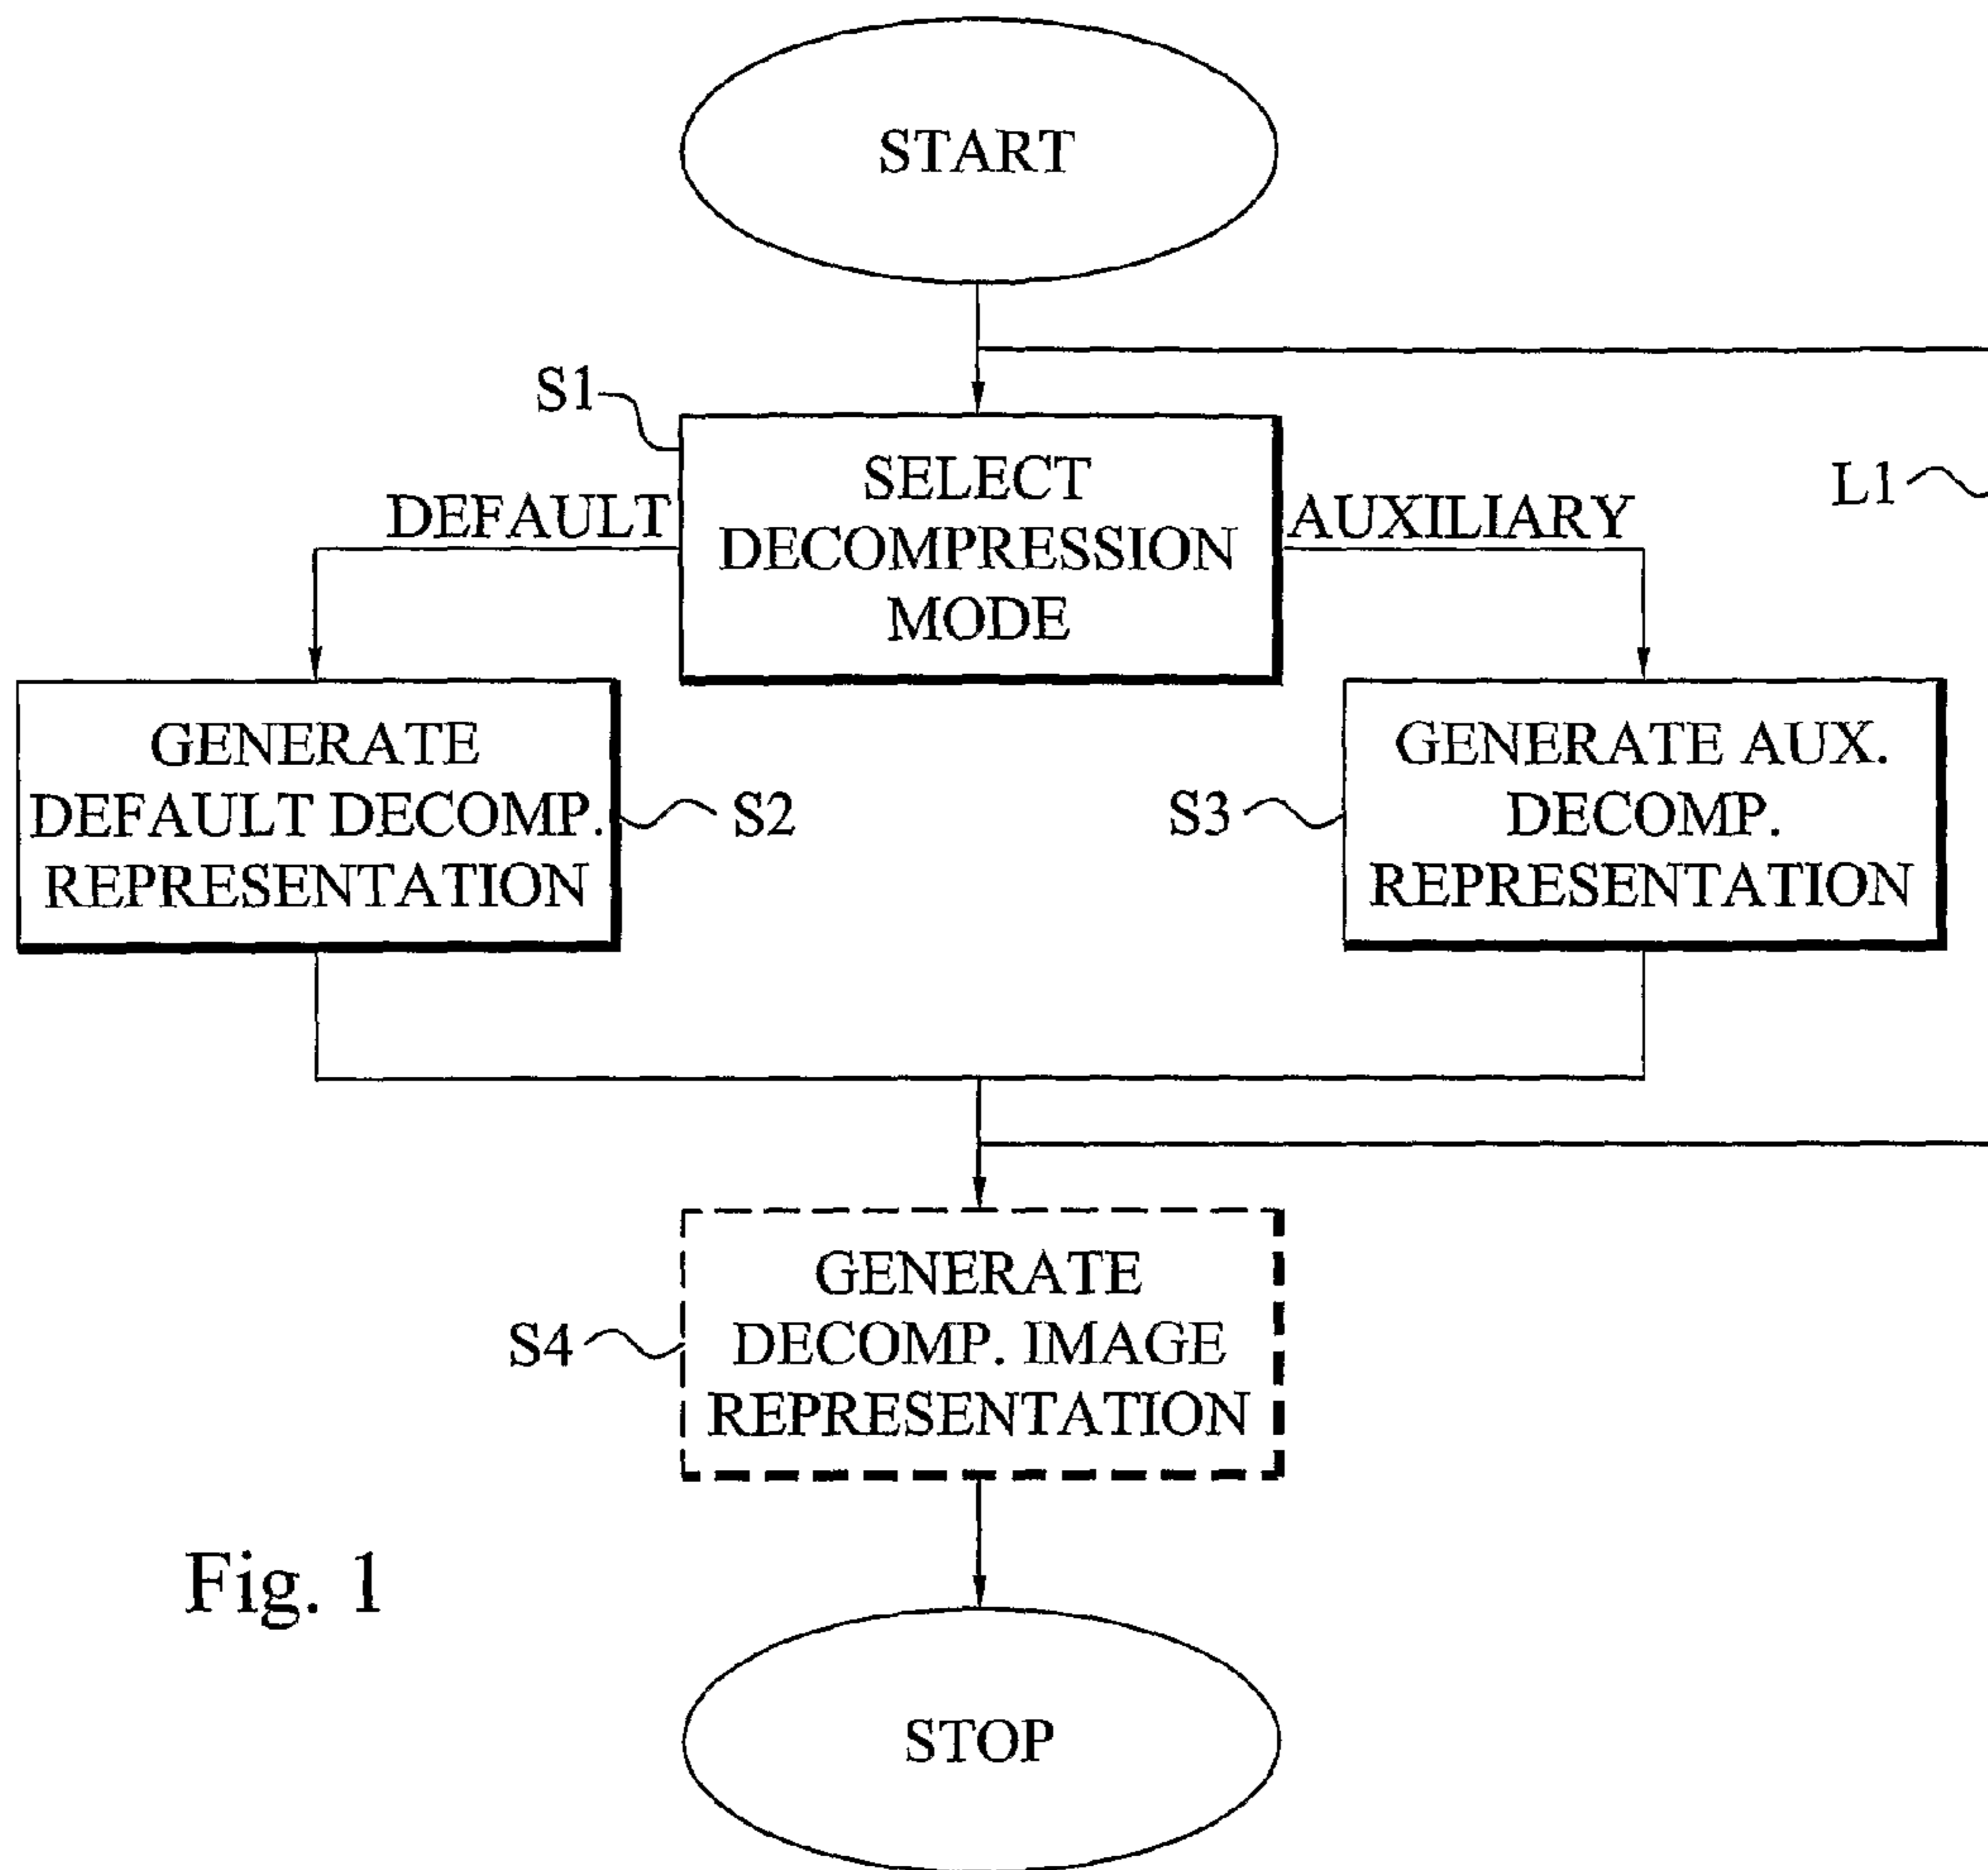 START
S1
SELECT
DECOMPRESSION
MODE
DEFAULT
AUXILIARY
L1
GENERATE
DEFAULT DECOMP.
REPRESENTATION
S2
S3
GENERATE AUX.
DECOMP.
REPRESENTATION
S4
GENERATE
DECOMP. IMAGE
REPRESENTATION
Fig. 1
STOP